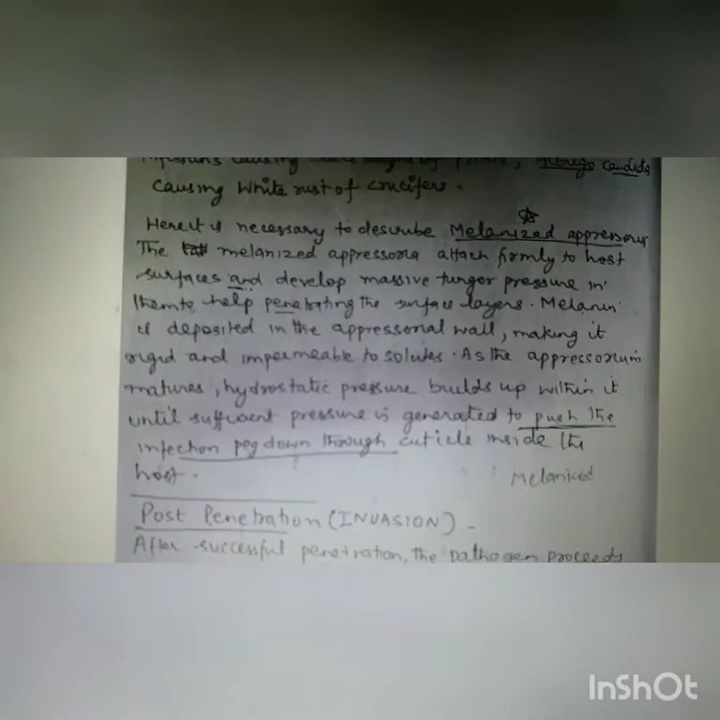 causing
Albugo candida
causing White rust of crucifers.
Here it is necessary to describe Melanized appressoria
The melanized appressoria attach firmly to host
surfaces and develop massive turgor pressure in
them to help penetrating the surface layers. Melanin
is deposited in the appressorial wall, making it
rigid and impermeable to solutes. As the appressorium
matures, hydrostatic pressure builds up within it
until sufficient pressure is generated to push the
infection peg down through cuticle inside the
host.
Melanized
Post Penetration (INVASION) -
After successful penetration, the pathogen proceeds
InShOt